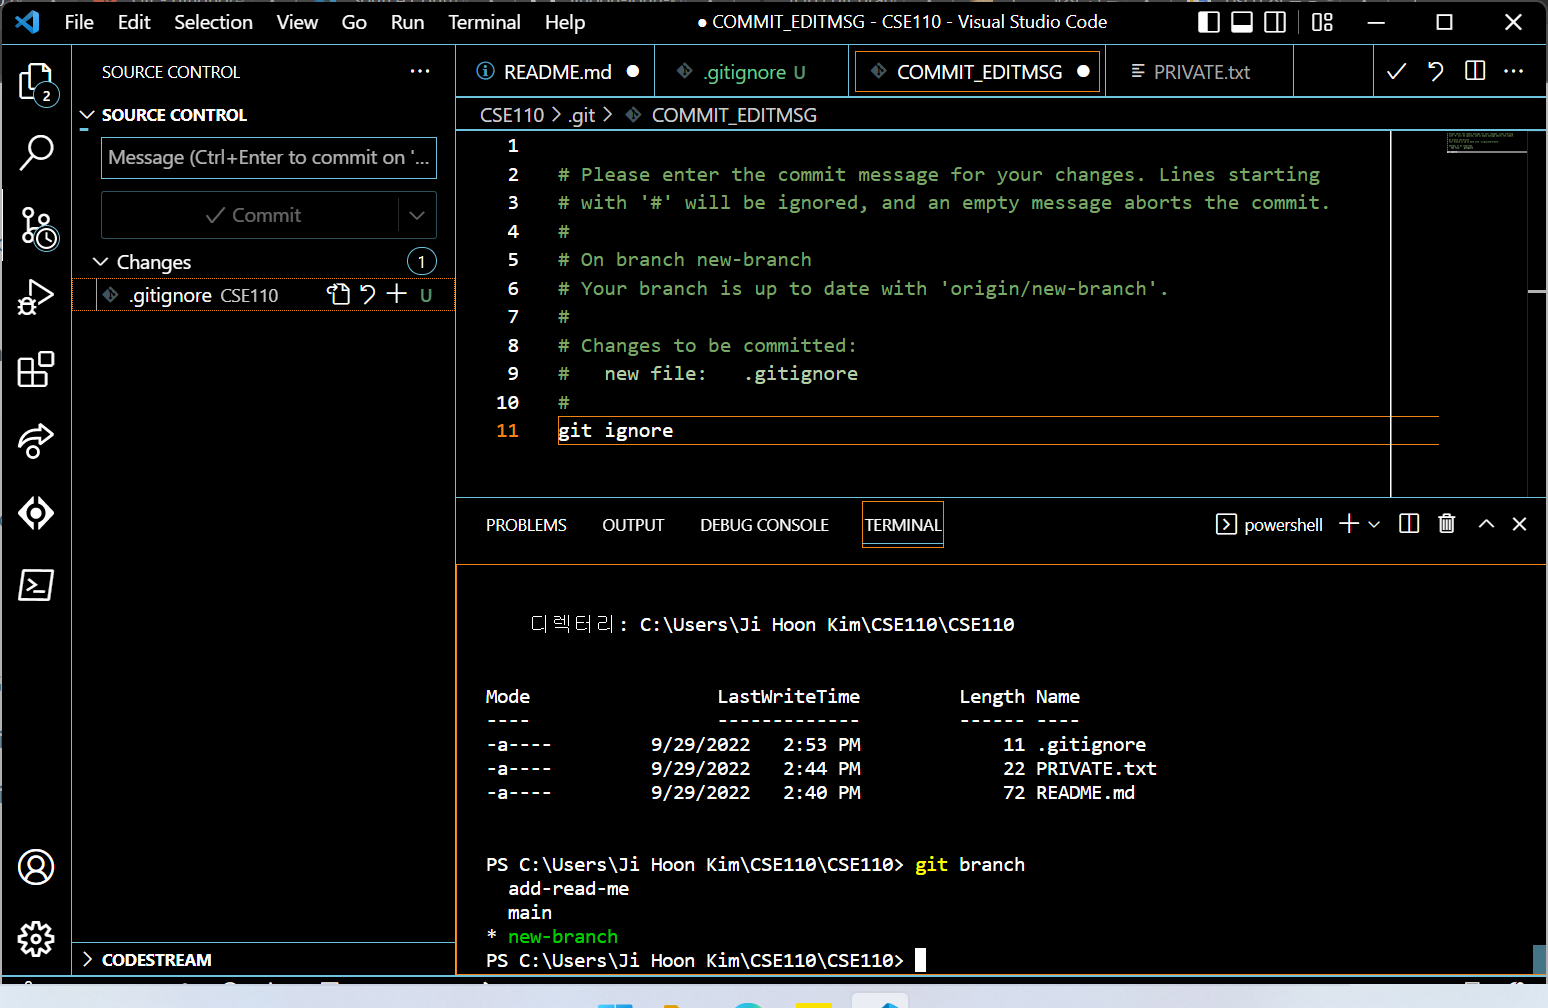 File Edit Selection View Go Run Terminal Help
● COMMIT_EDITMSG - CSE110 - Visual Studio Code
SOURCE CONTROL
README.md
.gitignore U
COMMIT_EDITMSG
PRIVATE.txt
2
SOURCE CONTROL
CSE110 > .git > COMMIT_EDITMSG
Message (Ctrl+Enter to commit on '...
Commit
Changes 1
.gitignore CSE110 U
1
2 # Please enter the commit message for your changes. Lines starting
3 # with '#' will be ignored, and an empty message aborts the commit.
4 #
5 # On branch new-branch
6 # Your branch is up to date with 'origin/new-branch'.
7 #
8 # Changes to be committed:
9 #   new file:   .gitignore
10 #
11 git ignore
PROBLEMS OUTPUT DEBUG CONSOLE TERMINAL
powershell
디렉터리: C:\Users\Ji Hoon Kim\CSE110\CSE110
Mode LastWriteTime Length Name
---- ------------- ------ ----
-a---- 9/29/2022 2:53 PM 11 .gitignore
-a---- 9/29/2022 2:44 PM 22 PRIVATE.txt
-a---- 9/29/2022 2:40 PM 72 README.md
PS C:\Users\Ji Hoon Kim\CSE110\CSE110> git branch
add-read-me
main
* new-branch
PS C:\Users\Ji Hoon Kim\CSE110\CSE110>
CODESTREAM